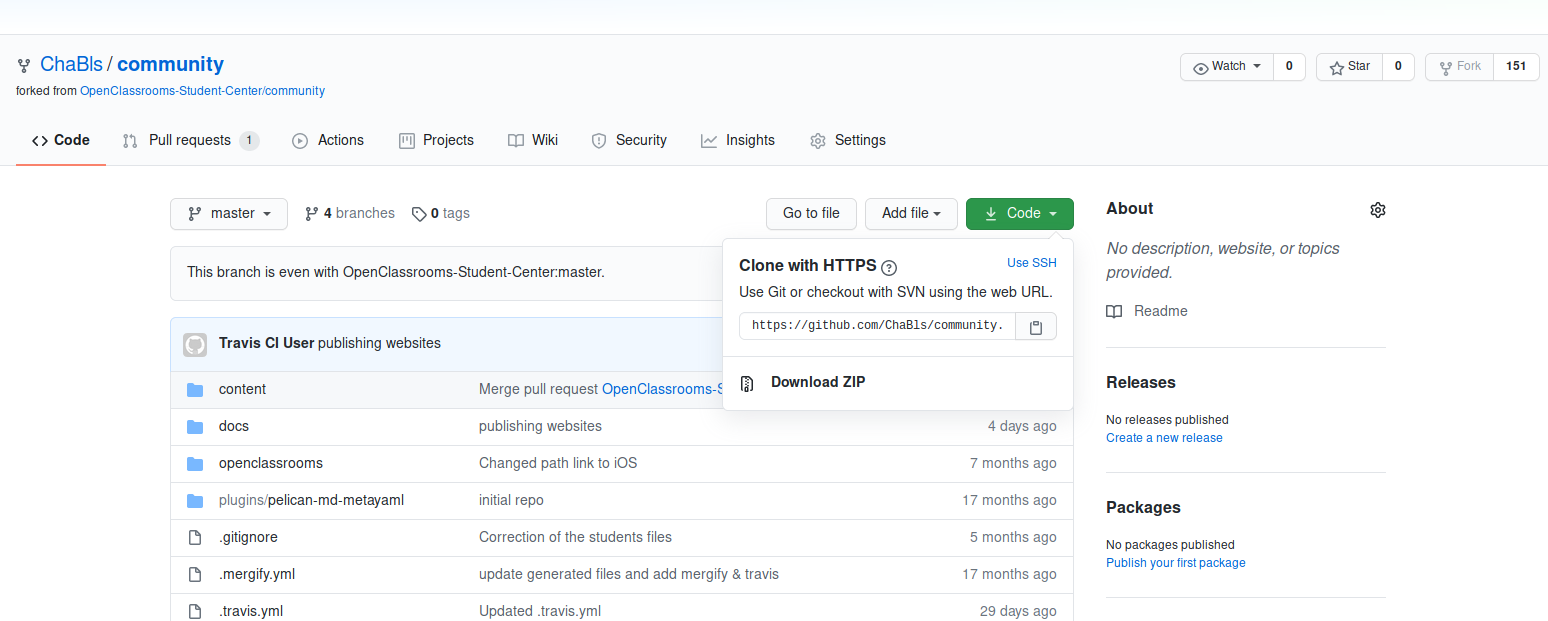 ChaBls / community
Watch 0 Star 0 Fork 151
forked from OpenClassrooms-Student-Center/community
Code Pull requests 1 Actions Projects Wiki Security Insights Settings
master 4 branches 0 tags Go to file Add file Code
This branch is even with OpenClassrooms-Student-Center:master.
Clone with HTTPS ? Use SSH
Use Git or checkout with SVN using the web URL.
https://github.com/ChaBls/community.
Download ZIP
Travis CI User publishing websites
content Merge pull request OpenClassrooms-S
docs publishing websites 4 days ago
openclassrooms Changed path link to iOS 7 months ago
plugins/pelican-md-metayaml initial repo 17 months ago
.gitignore Correction of the students files 5 months ago
.mergify.yml update generated files and add mergify & travis 17 months ago
.travis.yml Updated .travis.yml 29 days ago
About
No description, website, or topics
provided.
Readme
Releases
No releases published
Create a new release
Packages
No packages published
Publish your first package